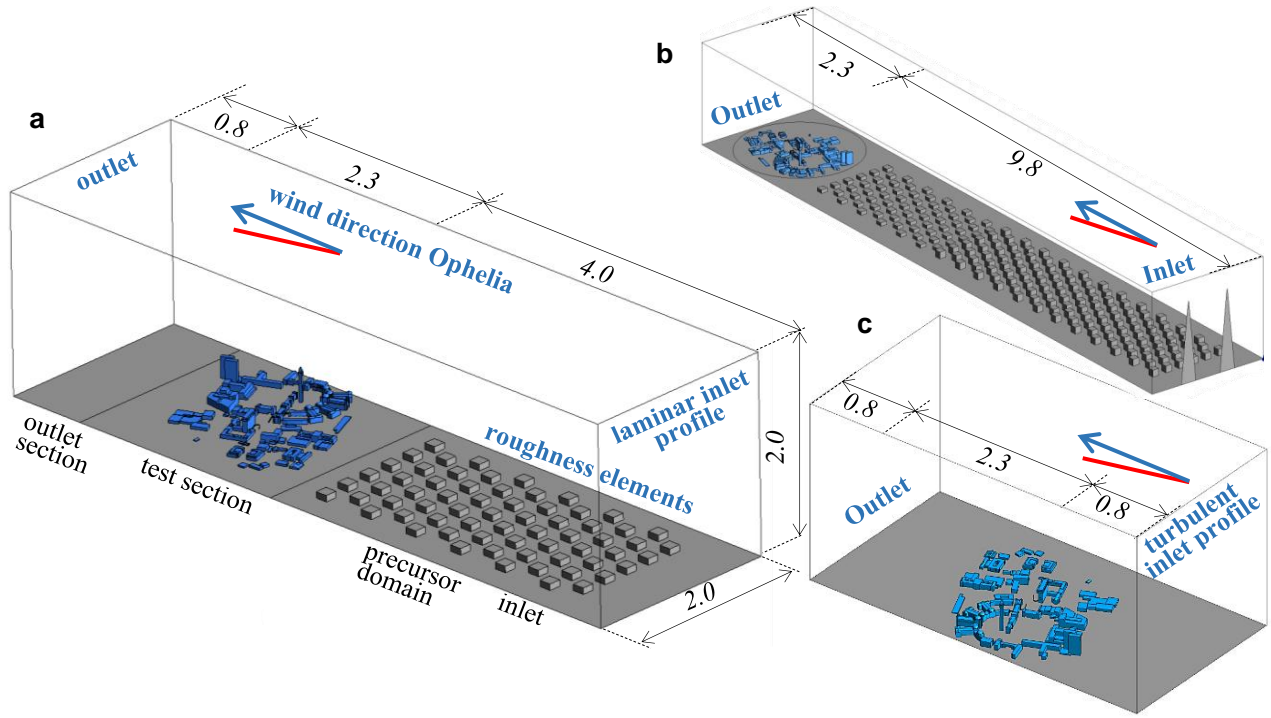 a
0.8
outlet
2.3
wind direction Ophelia
4.0
laminar inlet
profile
2.0
roughness elements
outlet
section
test section
precursor
domain
inlet
2.0
b
2.3
Outlet
9.8
Inlet
c
0.8
2.3
0.8
Outlet
turbulent
inlet profile